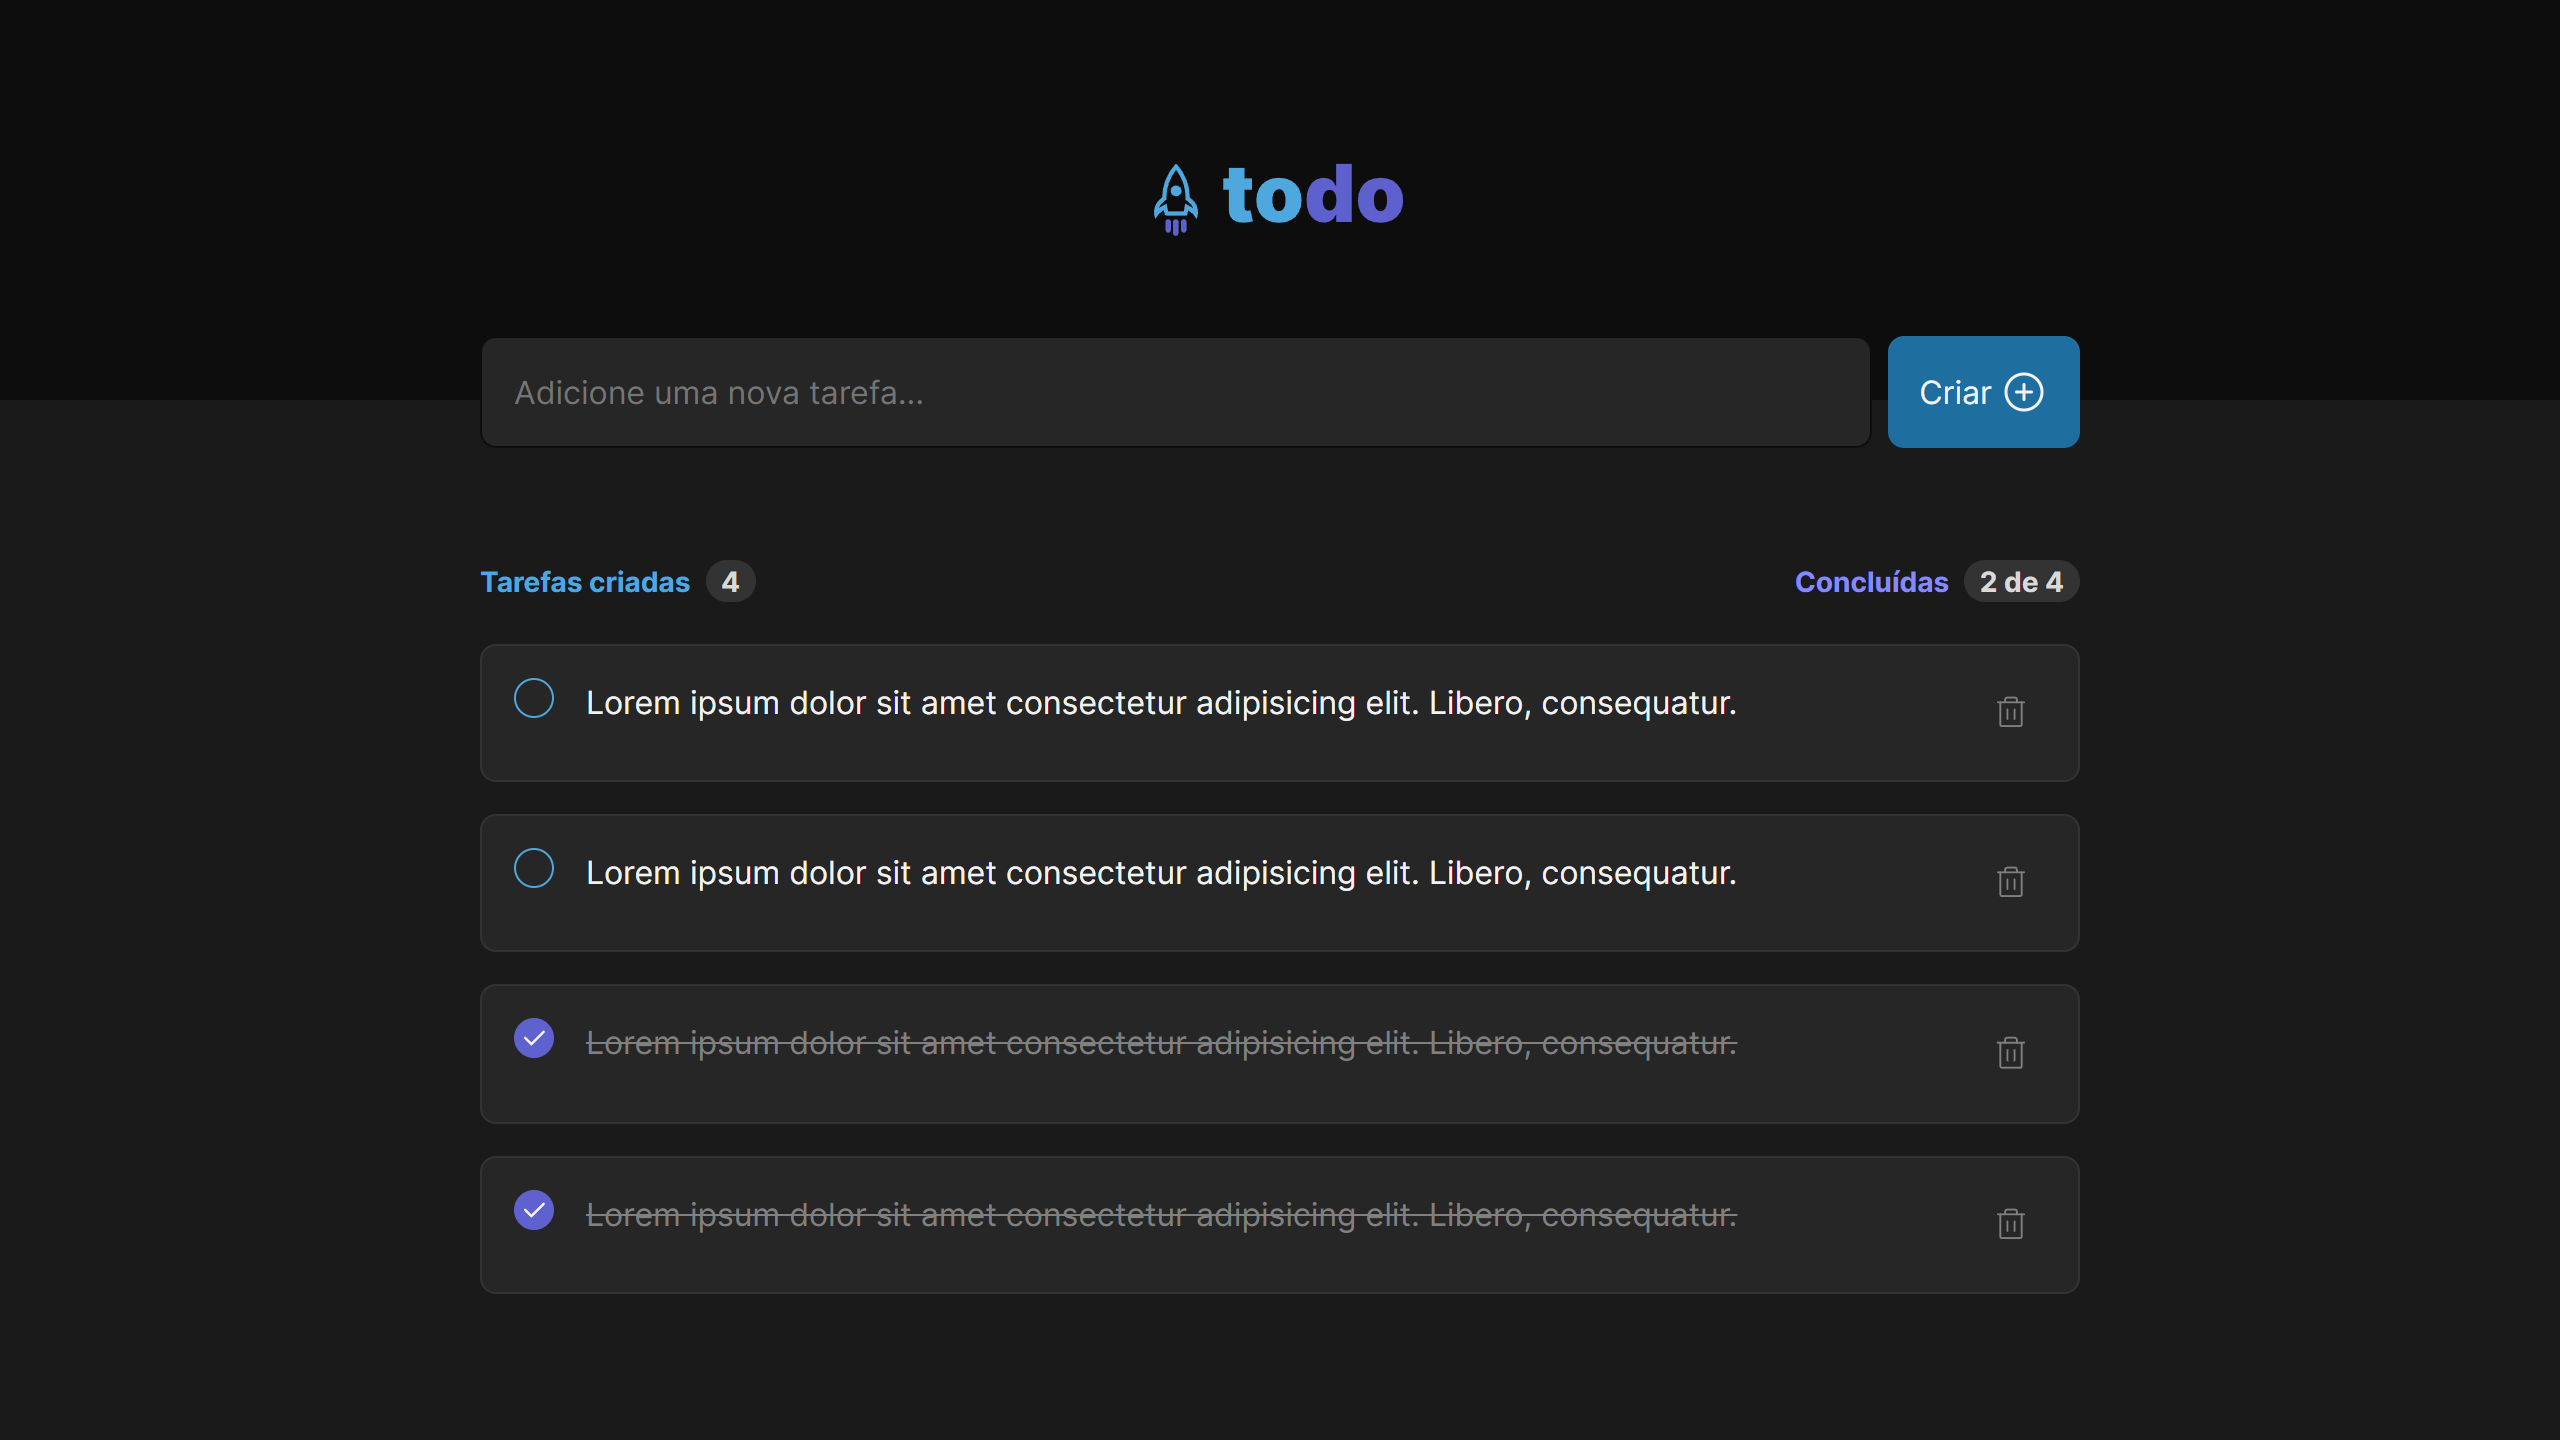 todo
Adicione uma nova tarefa...
Criar
Tarefas criadas 4
Concluídas 2 de 4
Lorem ipsum dolor sit amet consectetur adipisicing elit. Libero, consequatur.
Lorem ipsum dolor sit amet consectetur adipisicing elit. Libero, consequatur.
Lorem ipsum dolor sit amet consectetur adipisicing elit. Libero, consequatur.
Lorem ipsum dolor sit amet consectetur adipisicing elit. Libero, consequatur.